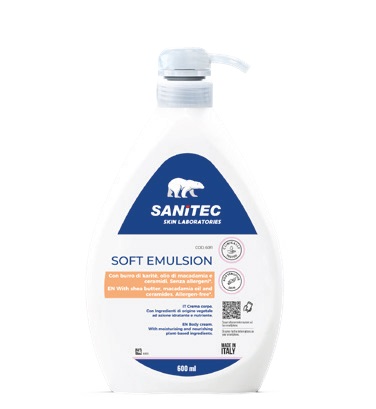 SANiTEC
SKIN LABORATORIES
SOFT EMULSION
Con burro di karitè, olio di macadamia e
ceramidi. Senza allergeni*
EN With shea butter, macadamia oil and
ceramides. Allergen free*
IT Crema corpo.
Con ingredienti di origine vegetale
ad azione idratante e nutriente.
EN Body cream.
With moisturising and nourishing
plant-based ingredients.
MADE IN
ITALY
600 ml